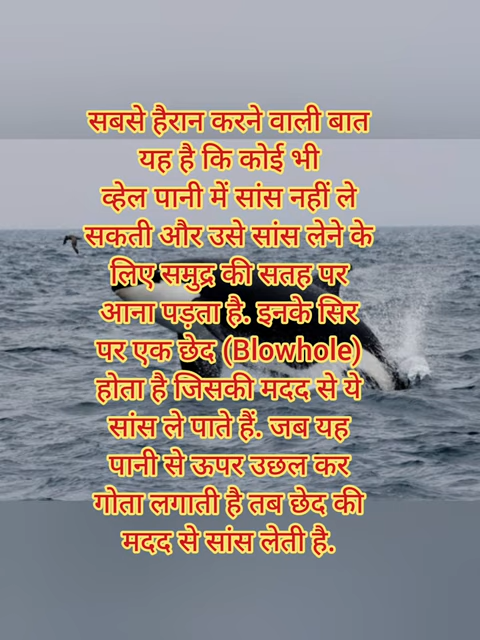 सबसे हैरान करने वाली बात
यह है कि कोई भी
व्हेल पानी में सांस नहीं ले
सकती और उसे सांस लेने के
लिए समुद्र की सतह पर
आना पड़ता है. इनके सिर
पर एक छेद (Blowhole)
होता है जिसकी मदद से ये
सांस ले पाते हैं. जब यह
पानी से ऊपर उछल कर
गोता लगाती है तब छेद की
मदद से सांस लेती है.